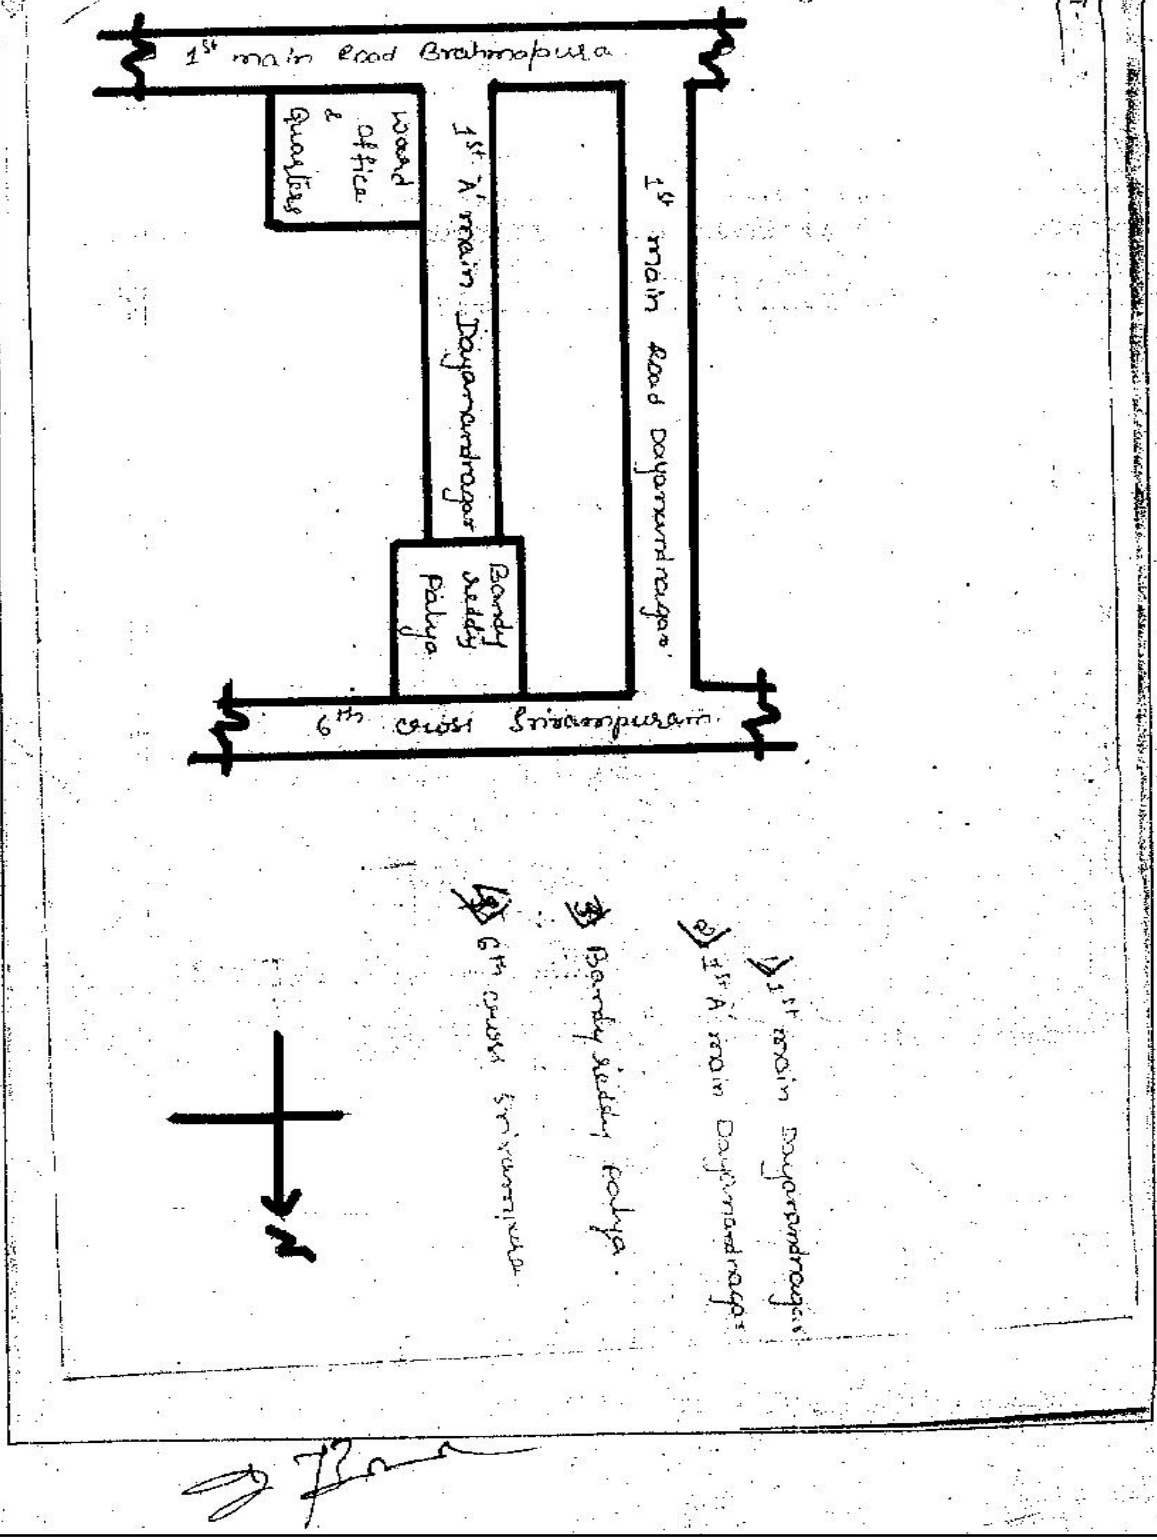 1st main Road Brahmapura
Ward
office
&
Quarters
1st 'A' main Dayanandnagar
1st main Road Dayanandnagar
Bandy
reddy
Palya
6th cross Srirampuram
1 1st main Dayanandnagar
2 1st 'A' main Dayanandnagar
3 Bandy reddy Palya.
4 6th cross Srirampura
N